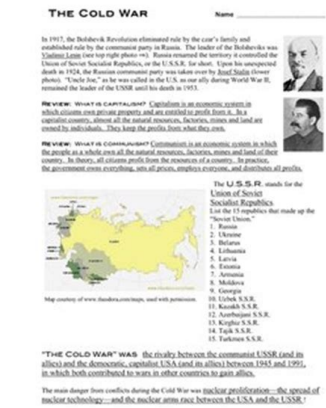 THE COLD WAR
Name
In 1917, the Bolshevik Revolution eliminated rule by the czar's family and
established rule by the communist party in Russia. The leader of the Bolsheviks was
Vladimir Lenin (see top right photo ⇒). Russia renamed the territory it controlled the
Union of Soviet Socialist Republics, or the U.S.S.R. for short. Upon his unexpected
death in 1924, the Russian communist party was taken over by Josef Stalin (lower
photo). "Uncle Joe," as he was called in the U.S. as our ally during World War II,
remained the leader of the USSR until his death in 1953.
REVIEW: WHAT IS CAPITALISM? Capitalism is an economic system in
which citizens own private property and are entitled to profit from it. In a
capitalist country, almost all the natural resources, factories, mines and land are
owned by individuals. They keep the profits from what they own.
REVIEW: WHAT IS COMMUNISM? Communism is an economic system in which
the people as a whole own all the natural resources, factories, mines and land of their
country. In theory, all citizens profit from the resources of a country. In practice,
the government owns everything, sets all prices, employs everyone, and distributes all profits.
The U.S.S.R. stands for the
Union of Soviet
Socialist Republics
List the 15 republics that made up the
"Soviet Union."
1. Russia
2. Ukraine
3. Belarus
4. Lithuania
5. Latvia
6. Estonia
7. Armenia
8. Moldova
9. Georgia
10. Uzbek S.S.R.
11. Kazakh S.S.R.
12. Azerbaijani S.S.R.
13. Kirghiz S.S.R.
14. Tajik S.S.R.
15. Turkmen S.S.R.
Map courtesy of www.theodora.com/maps, used with permission.
"THE COLD WAR" WAS the rivalry between the communist USSR (and its
allies) and the democratic, capitalist USA (and its allies) between 1945 and 1991,
in which both contributed to wars in other countries to gain allies.
The main danger from conflicts during the Cold War was nuclear proliferation—the spread of
nuclear technology—and the nuclear arms race between the USA and the USSR!